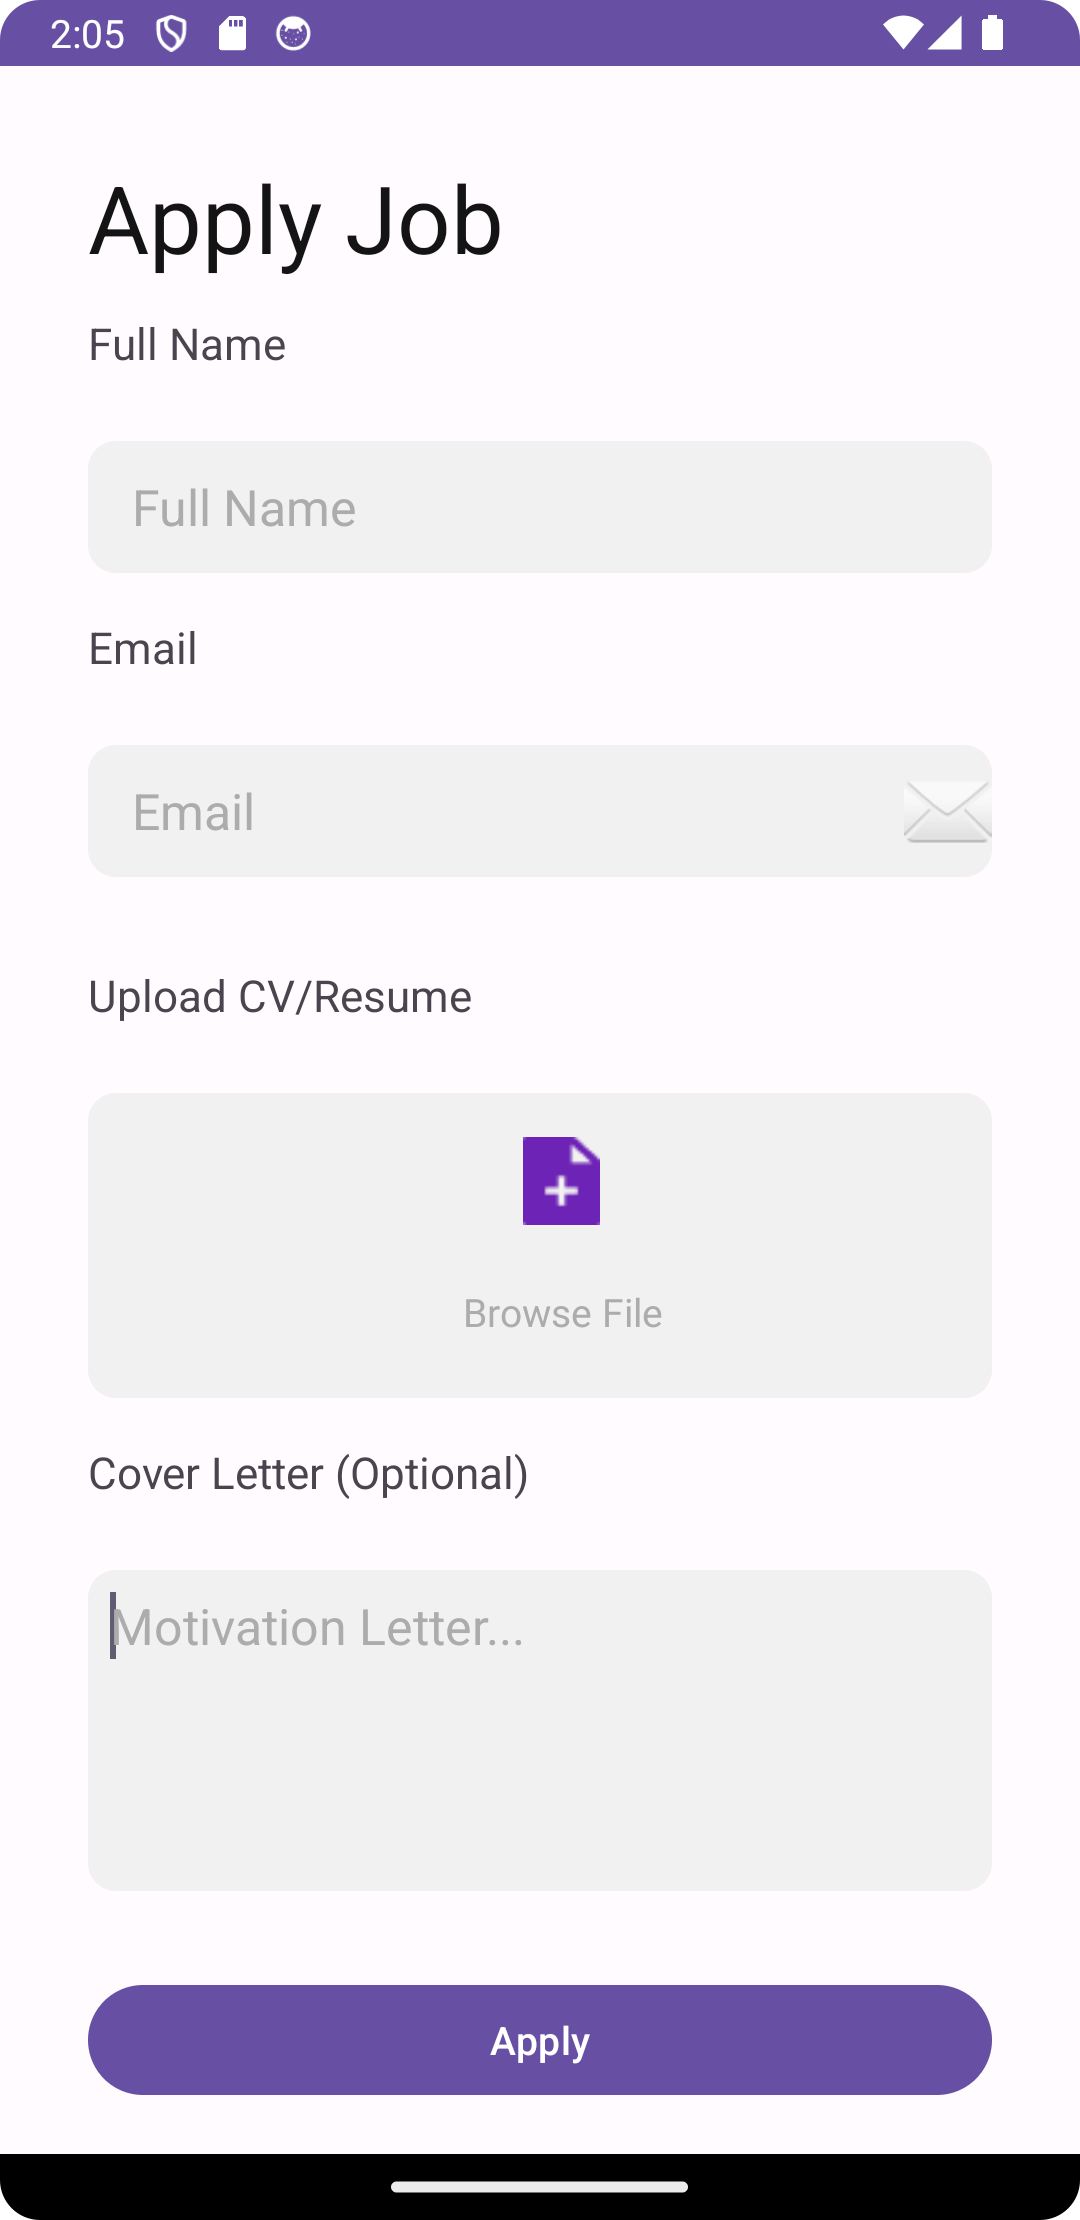 2:05
Apply Job
Full Name
Full Name
Email
Email
Upload CV/Resume
Browse File
Cover Letter (Optional)
Motivation Letter...
Apply